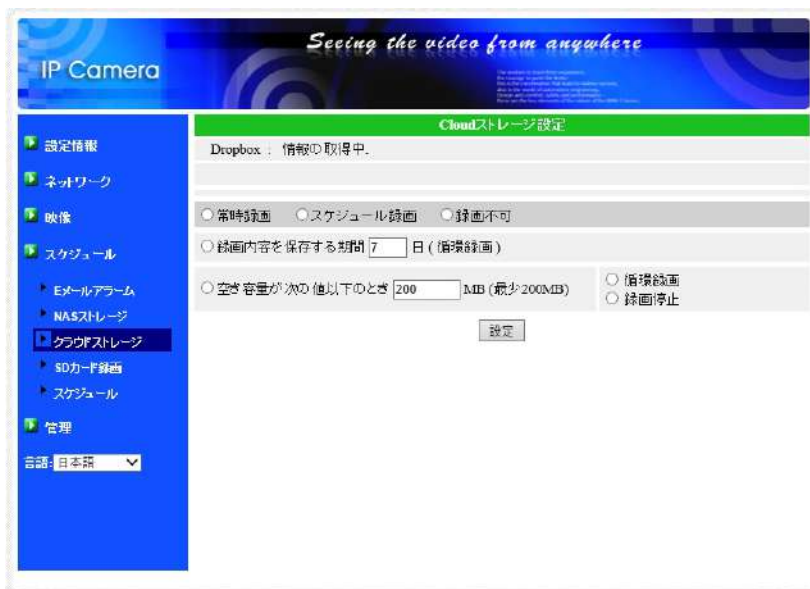 IP Camera
Seeing the video from anywhere
設定情報
ネットワーク
映像
スケジュール
Eメールアラーム
NASストレージ
クラウドストレージ
SDカード録画
スケジュール
管理
言語: 日本語
Cloudストレージ設定
Dropbox : 情報の取得中.
常時録画 スケジュール録画 録画不可
録画内容を保存する期間 7 日 ( 循環録画 )
空き容量が次の値以下のとき 200 MB (最少200MB)
循環録画
録画停止
設定